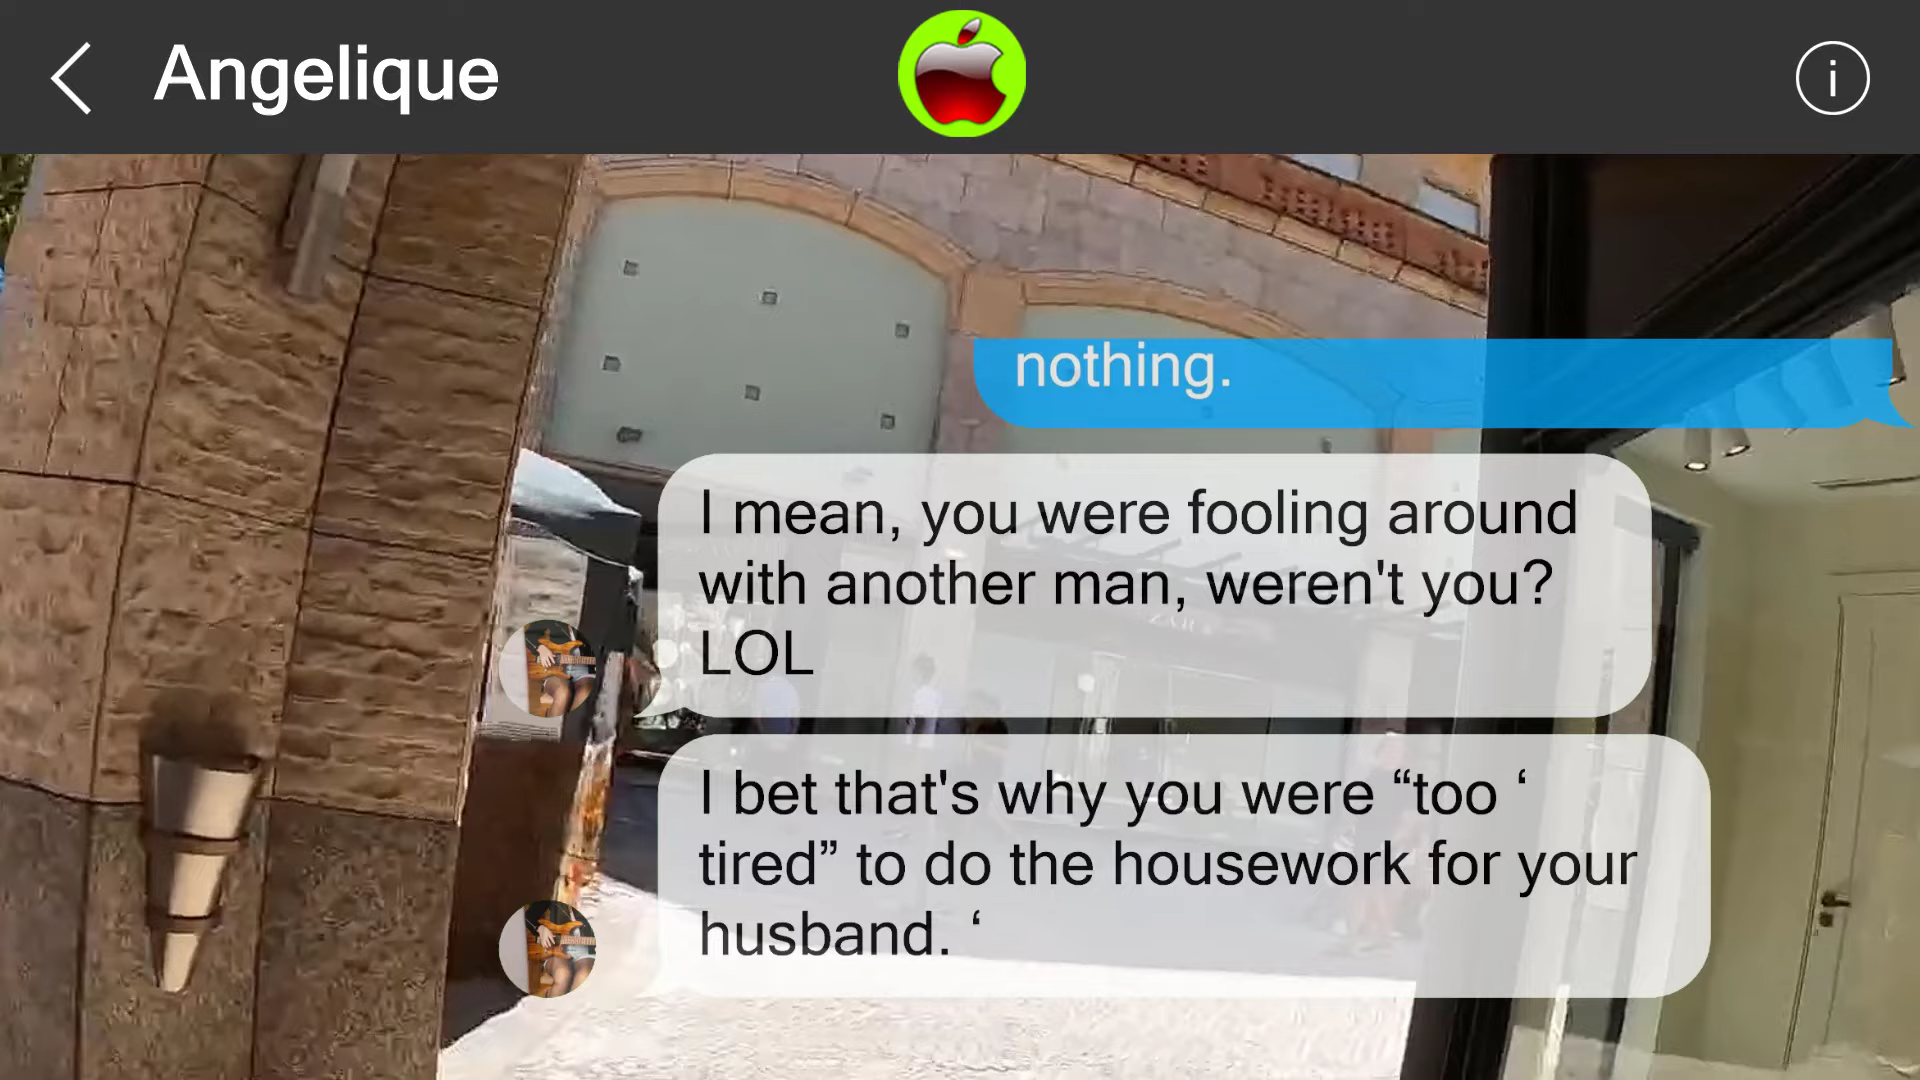 Angelique
nothing.
I mean, you were fooling around
with another man, weren't you?
LOL
I bet that's why you were “too ‘
tired” to do the housework for your
husband. ‘